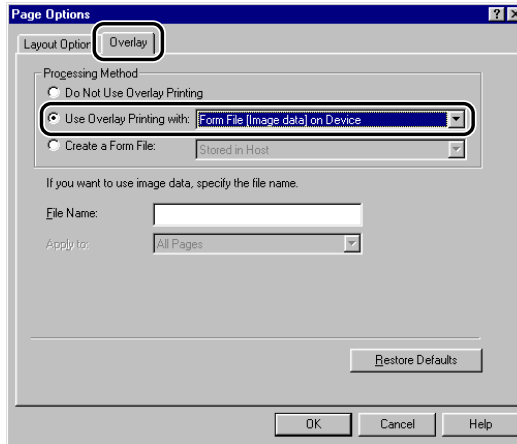 Page Options
Layout Option Overlay
Processing Method
Do Not Use Overlay Printing
Use Overlay Printing with: Form File [Image data] on Device
Create a Form File: Stored in Host
If you want to use image data, specify the file name.
File Name:
Apply to: All Pages
Restore Defaults
OK Cancel Help